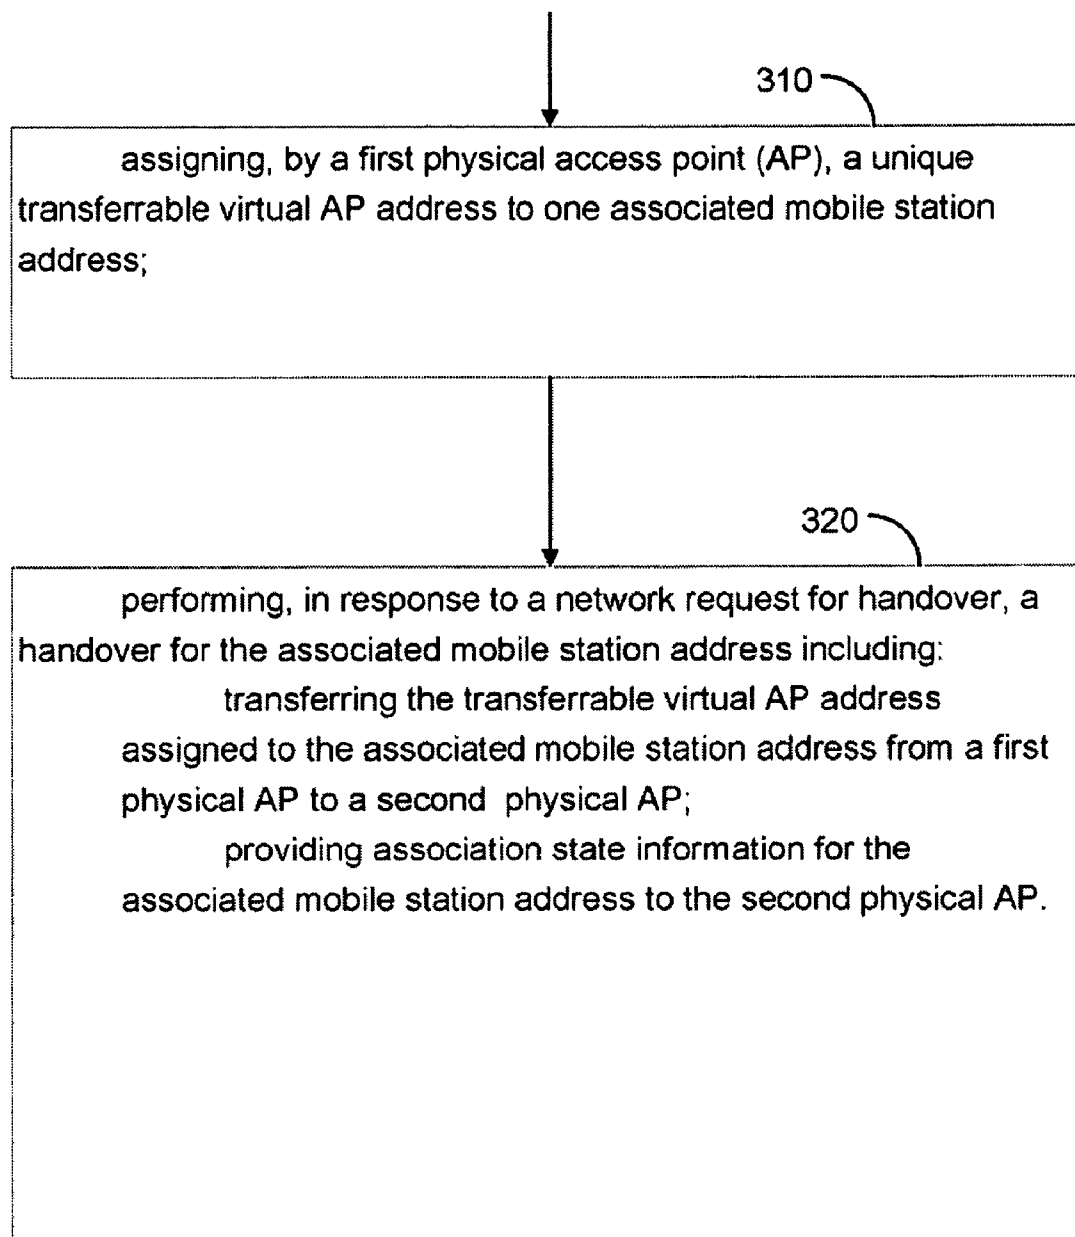 310
assigning, by a first physical access point (AP), a unique
transferrable virtual AP address to one associated mobile station
address;
320
performing, in response to a network request for handover, a
handover for the associated mobile station address including:
transferring the transferrable virtual AP address
assigned to the associated mobile station address from a first
physical AP to a second physical AP;
providing association state information for the
associated mobile station address to the second physical AP.